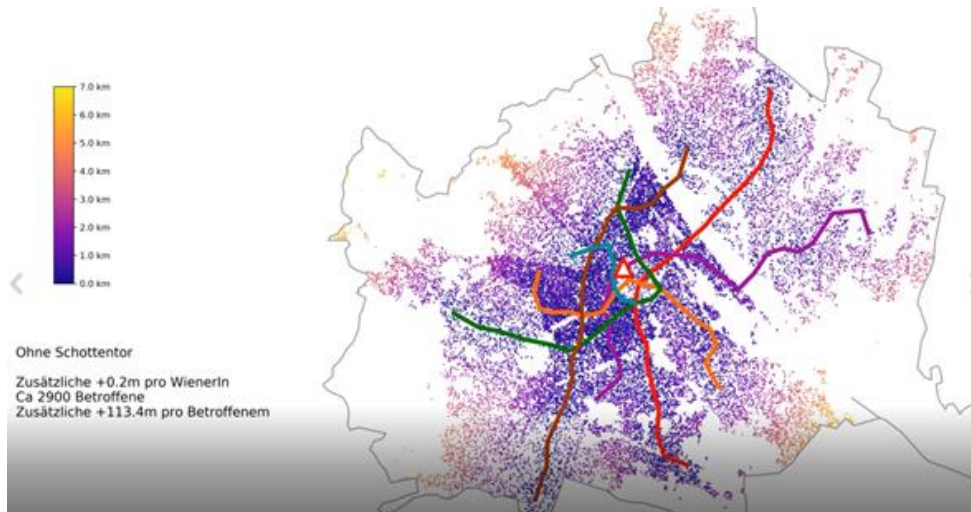 7.0 km
6.0 km
5.0 km
4.0 km
3.0 km
2.0 km
1.0 km
0.0 km
Ohne Schottentor
Zusätzliche +0.2m pro WienerIn
Ca 2900 Betroffene
Zusätzliche +113.4m pro Betroffenem